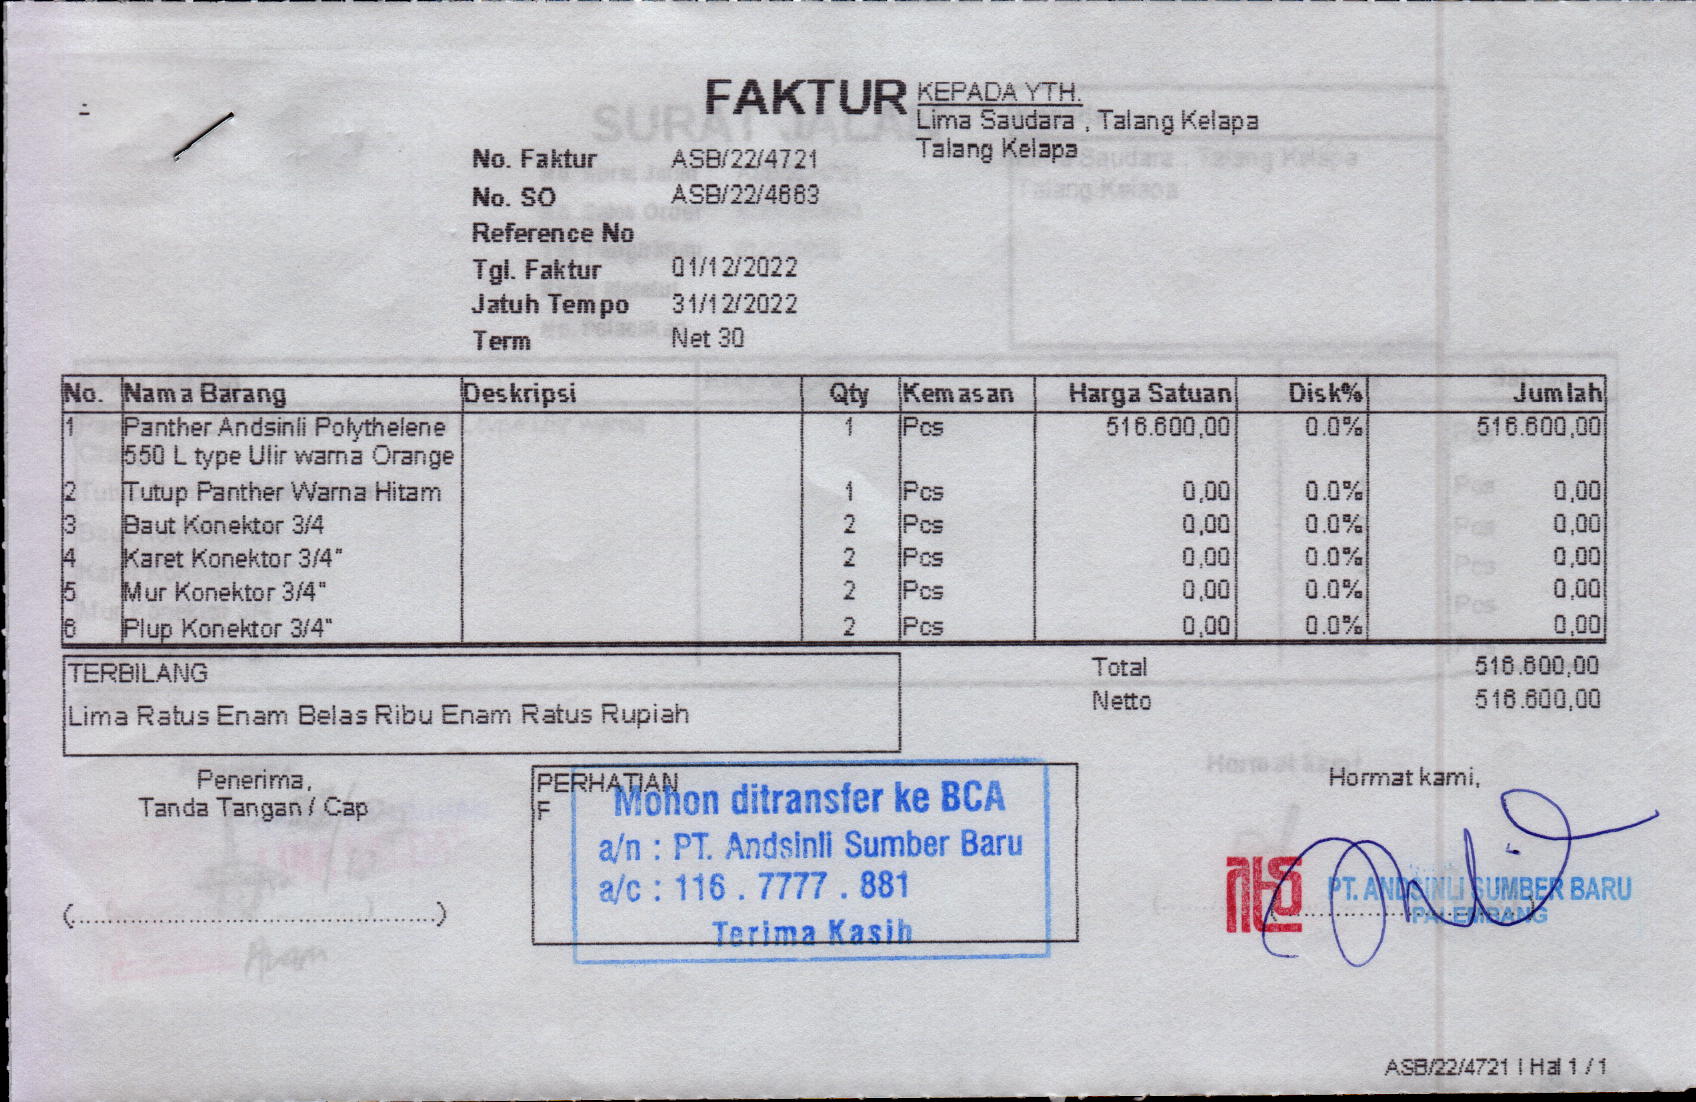 FAKTUR
KEPADA YTH.
Lima Saudara , Talang Kelapa
Talang Kelapa
No. Faktur ASB/22/4721
No. SO ASB/22/4663
Reference No
Tgl. Faktur 01/12/2022
Jatuh Tempo 31/12/2022
Term Net 30
No. Nama Barang Deskripsi Qty Kemasan Harga Satuan Disk% Jumlah
1 Panther Andsinli Polythelene 1 Pcs 516.600,00 0.0% 516.600,00
550 L type Ulir warna Orange
2 Tutup Panther Warna Hitam 1 Pcs 0,00 0.0% 0,00
3 Baut Konektor 3/4 2 Pcs 0,00 0.0% 0,00
4 Karet Konektor 3/4" 2 Pcs 0,00 0.0% 0,00
5 Mur Konektor 3/4" 2 Pcs 0,00 0.0% 0,00
6 Plup Konektor 3/4" 2 Pcs 0,00 0.0% 0,00
TERBILANG
Lima Ratus Enam Belas Ribu Enam Ratus Rupiah
Total 516.600,00
Netto 516.600,00
Penerima,
Tanda Tangan / Cap
(........................................)
PERHATIAN
F
Mohon ditransfer ke BCA
a/n : PT. Andsinli Sumber Baru
a/c : 116 . 7777 . 881
Terima Kasih
Hormat kami,
PT. ANDSINLI SUMBER BARU
PALEMBANG
ASB/22/4721 | Hal 1 / 1